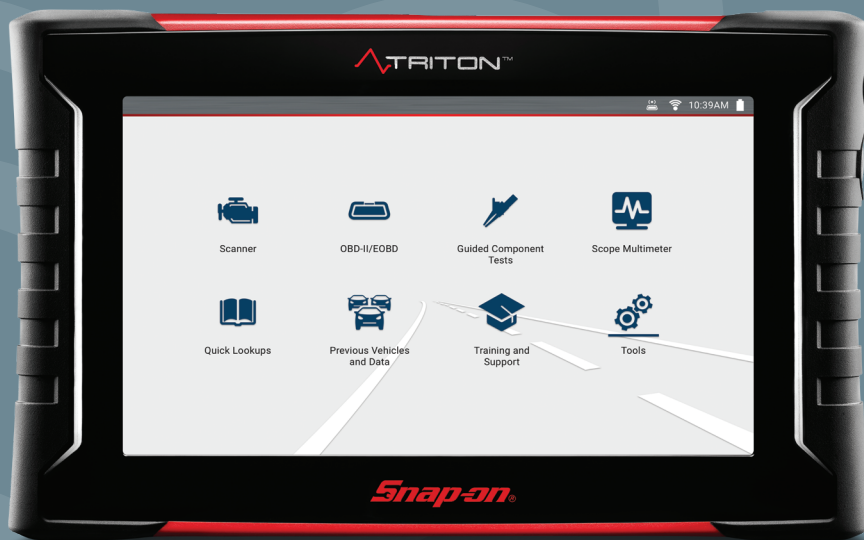 TRITON™
10:39AM
Scanner
OBD-II/EOBD
Guided Component
Tests
Scope Multimeter
Quick Lookups
Previous Vehicles
and Data
Training and
Support
Tools
Snap-on®